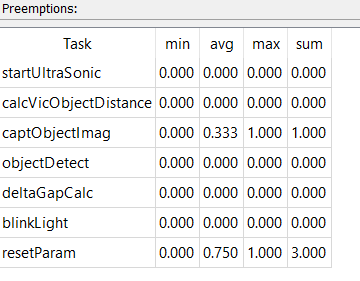 Preemptions:
Task min avg max sum
startUltraSonic 0.000 0.000 0.000 0.000
calcVicObjectDistance 0.000 0.000 0.000 0.000
captObjectImag 0.000 0.333 1.000 1.000
objectDetect 0.000 0.000 0.000 0.000
deltaGapCalc 0.000 0.000 0.000 0.000
blinkLight 0.000 0.000 0.000 0.000
resetParam 0.000 0.750 1.000 3.000